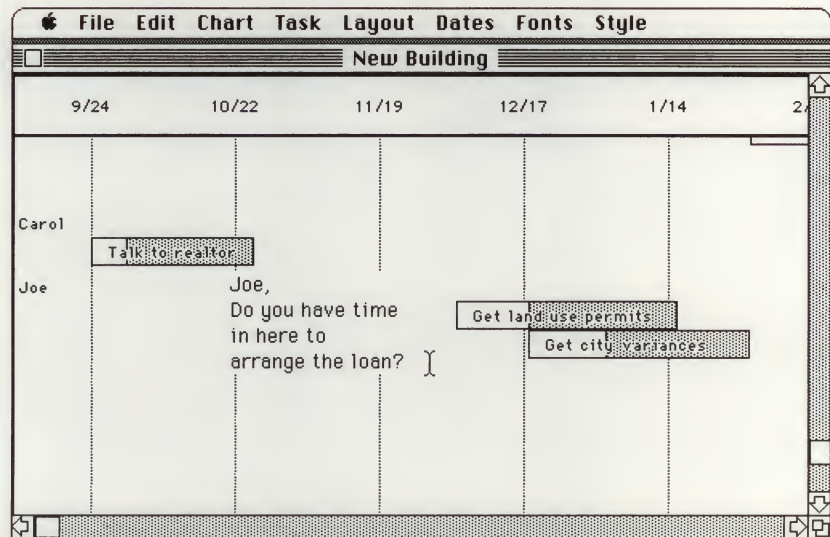 File Edit Chart Task Layout Dates Fonts Style
New Building
9/24 10/22 11/19 12/17 1/14 2/
Carol
Talk to realtor
Joe
Joe,
Do you have time
in here to
arrange the loan?
Get land use permits
Get city variances